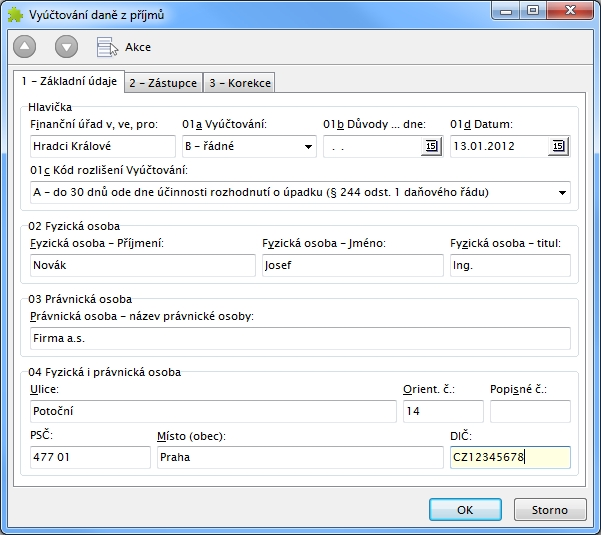 Vyúčtování daně z příjmů
Akce
1 – Základní údaje 2 – Zástupce 3 – Korekce
Hlavička
Finanční úřad v, ve, pro: 01a Vyúčtování: 01b Důvody ... dne: 01d Datum:
Hradci Králové B – řádné . . 15 13.01.2012 15
01c Kód rozlišení Vyúčtování:
A – do 30 dnů ode dne účinnosti rozhodnutí o úpadku (§ 244 odst. 1 daňového řádu)
02 Fyzická osoba
Fyzická osoba – Příjmení: Fyzická osoba – Jméno: Fyzická osoba – titul:
Novák Josef Ing.
03 Právnická osoba
Právnická osoba – název právnické osoby:
Firma a.s.
04 Fyzická i právnická osoba
Ulice: Orient. č.: Popisné č.:
Potoční 14
PSČ: Místo (obec): DIČ:
477 01 Praha CZ12345678
OK Storno